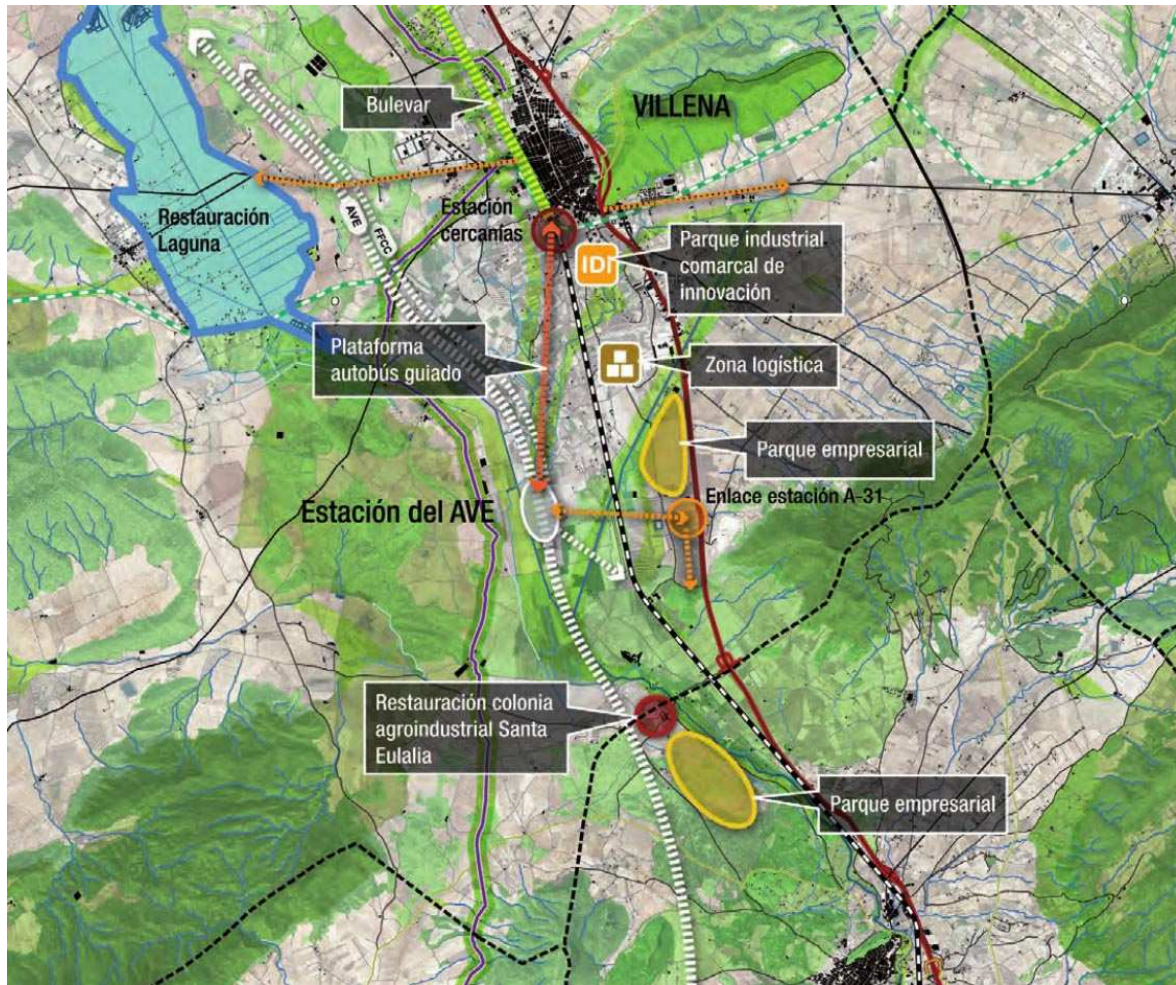 Bulevar
VILLENA
Restauración
Laguna
AVE
FFCC
Estación
cercanías
IDI
Parque industrial
comarcal de
innovación
Plataforma
autobús guiado
Zona logística
Parque empresarial
Estación del AVE
Enlace estación A-31
Restauración colonia
agroindustrial Santa
Eulalia
Parque empresarial